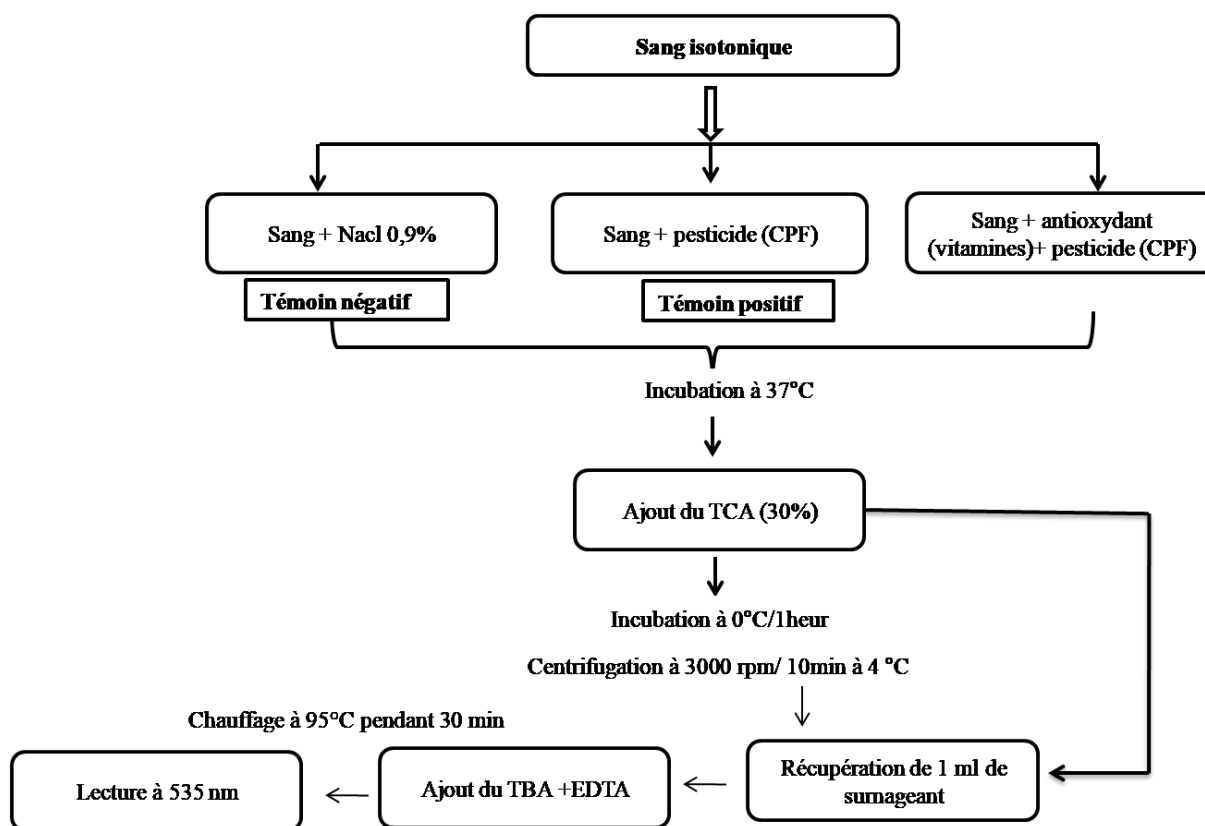 Sang isotonique
Sang + Nacl 0,9%
Sang + pesticide (CPF)
Sang + antioxydant
(vitamines)+ pesticide (CPF)
Témoin négatif
Témoin positif
Incubation à 37°C
Ajout du TCA (30%)
Incubation à 0°C/1heur
Centrifugation à 3000 rpm/ 10min à 4 °C
Chauffage à 95°C pendant 30 min
Récupération de 1 ml de
surnageant
Ajout du TBA +EDTA
Lecture à 535 nm